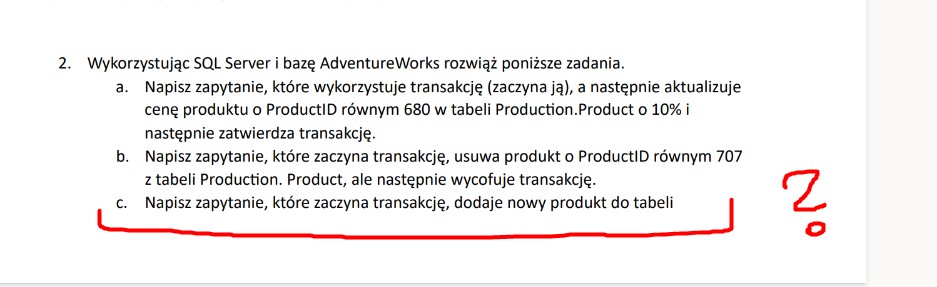 2. Wykorzystując SQL Server i bazę AdventureWorks rozwiąż poniższe zadania.
a. Napisz zapytanie, które wykorzystuje transakcję (zaczyna ją), a następnie aktualizuje
cenę produktu o ProductID równym 680 w tabeli Production.Product o 10% i
następnie zatwierdza transakcję.
b. Napisz zapytanie, które zaczyna transakcję, usuwa produkt o ProductID równym 707
z tabeli Production. Product, ale następnie wycofuje transakcję.
c. Napisz zapytanie, które zaczyna transakcję, dodaje nowy produkt do tabeli
?